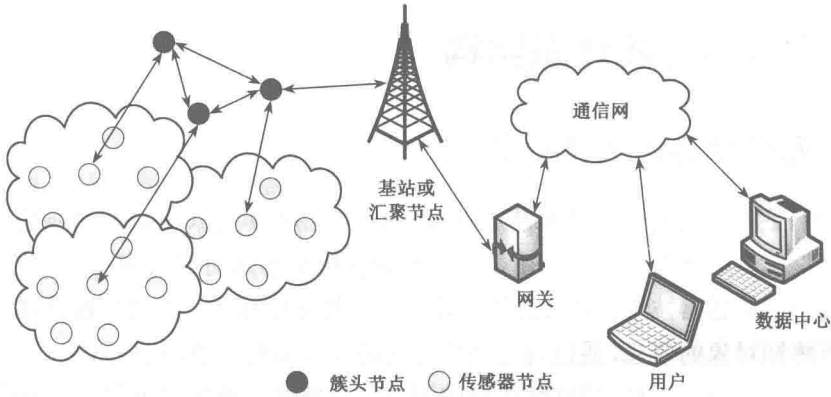 通信网
基站或
汇聚节点
网关
数据中心
用户
簇头节点
传感器节点